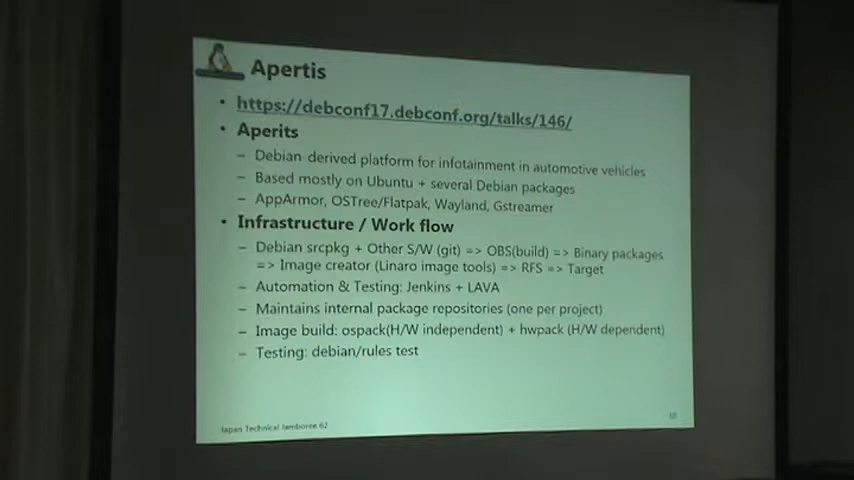 Apertis
• https://debconf17.debconf.org/talks/146/
• Aperits
– Debian-derived platform for infotainment in automotive vehicles
– Based mostly on Ubuntu + several Debian packages
– AppArmor, OSTree/Flatpak, Wayland, Gstreamer
• Infrastructure / Work flow
– Debian srcpkg + Other S/W (git) => OBS(build) => Binary packages
=> Image creator (Linaro image tools) => RFS => Target
– Automation & Testing: Jenkins + LAVA
– Maintains internal package repositories (one per project)
– Image build: ospack(H/W independent) + hwpack (H/W dependent)
– Testing: debian/rules test
Japan Technical Jamboree 62